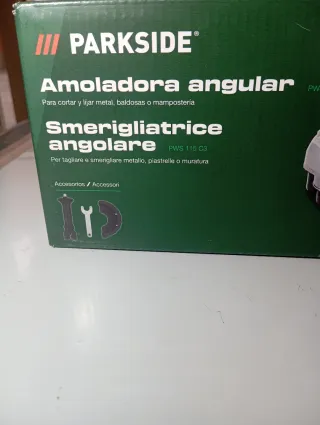 /// PARKSIDE®
Amoladora angular PW
Para cortar y lijar metal, baldosas o mampostería
Smerigliatrice
angolare PWS 115 D3
Per tagliare e smerigliare metallo, piastrelle o muratura
Accesorios / Accessori